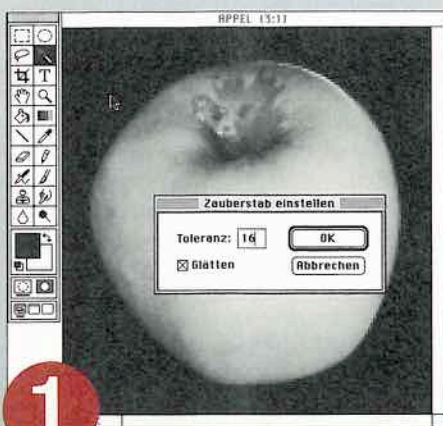 APPEL (3:1)
T
Zauberstab einstellen
Toleranz: 16
OK
Glätten
Abbrechen
1